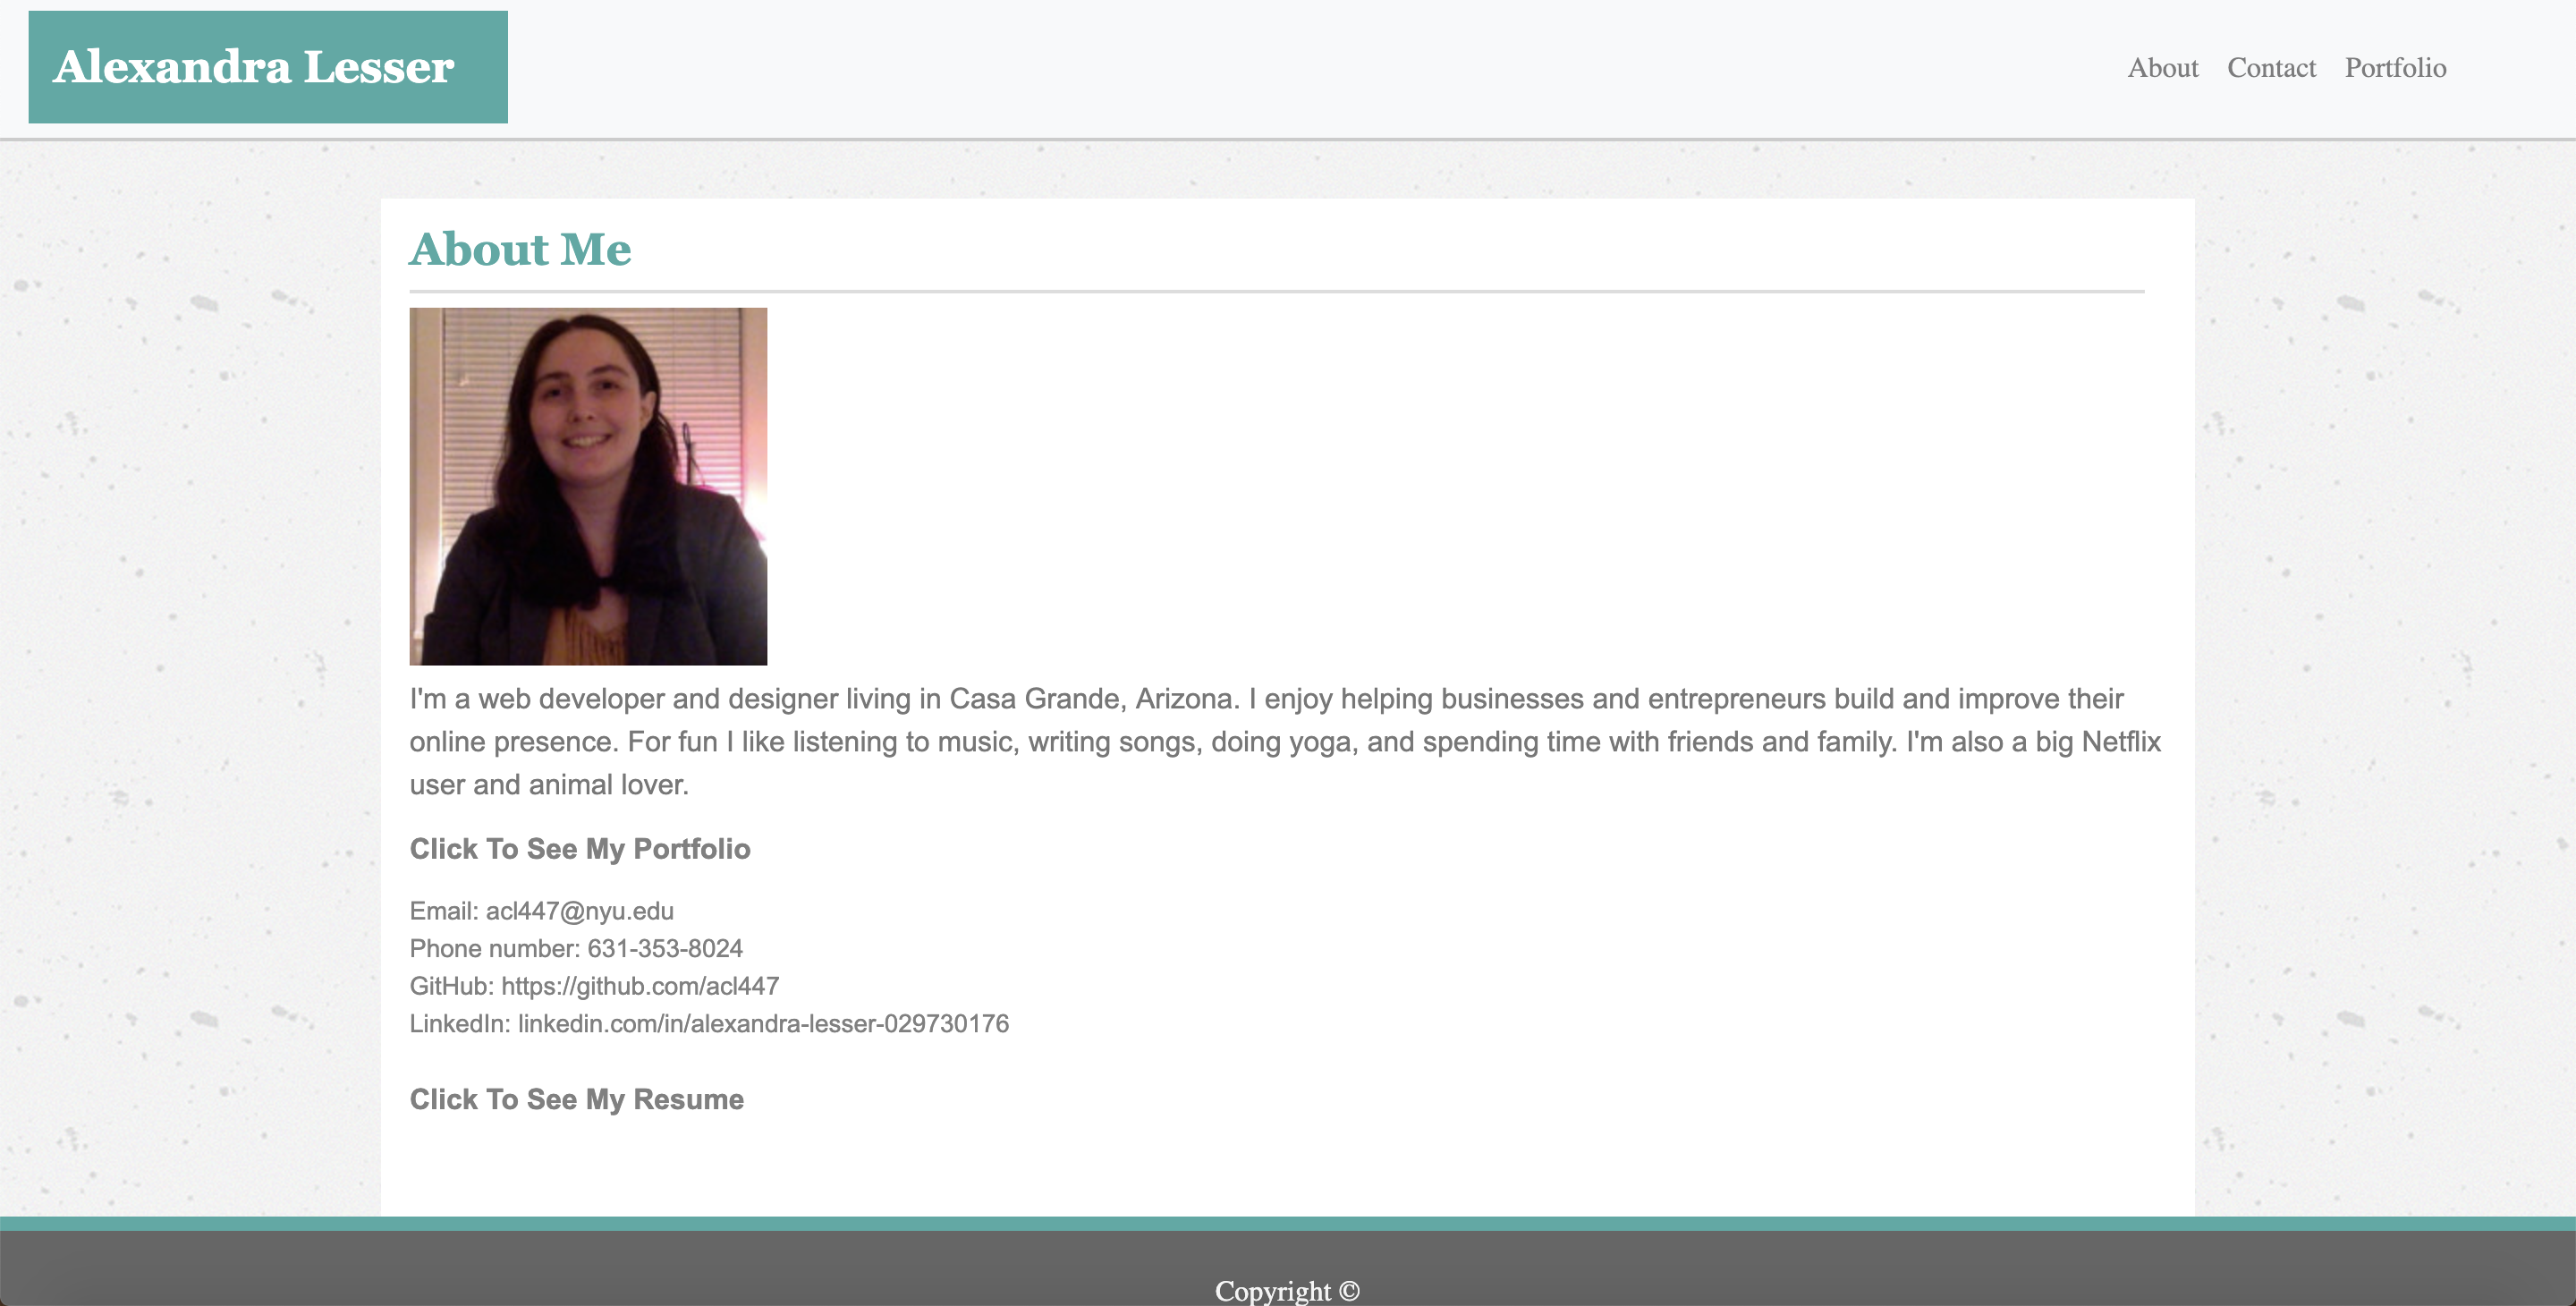 Alexandra Lesser
About Contact Portfolio
About Me
I'm a web developer and designer living in Casa Grande, Arizona. I enjoy helping businesses and entrepreneurs build and improve their
online presence. For fun I like listening to music, writing songs, doing yoga, and spending time with friends and family. I'm also a big Netflix
user and animal lover.
Click To See My Portfolio
Email: acl447@nyu.edu
Phone number: 631-353-8024
GitHub: https://github.com/acl447
LinkedIn: linkedin.com/in/alexandra-lesser-029730176
Click To See My Resume
Copyright ©